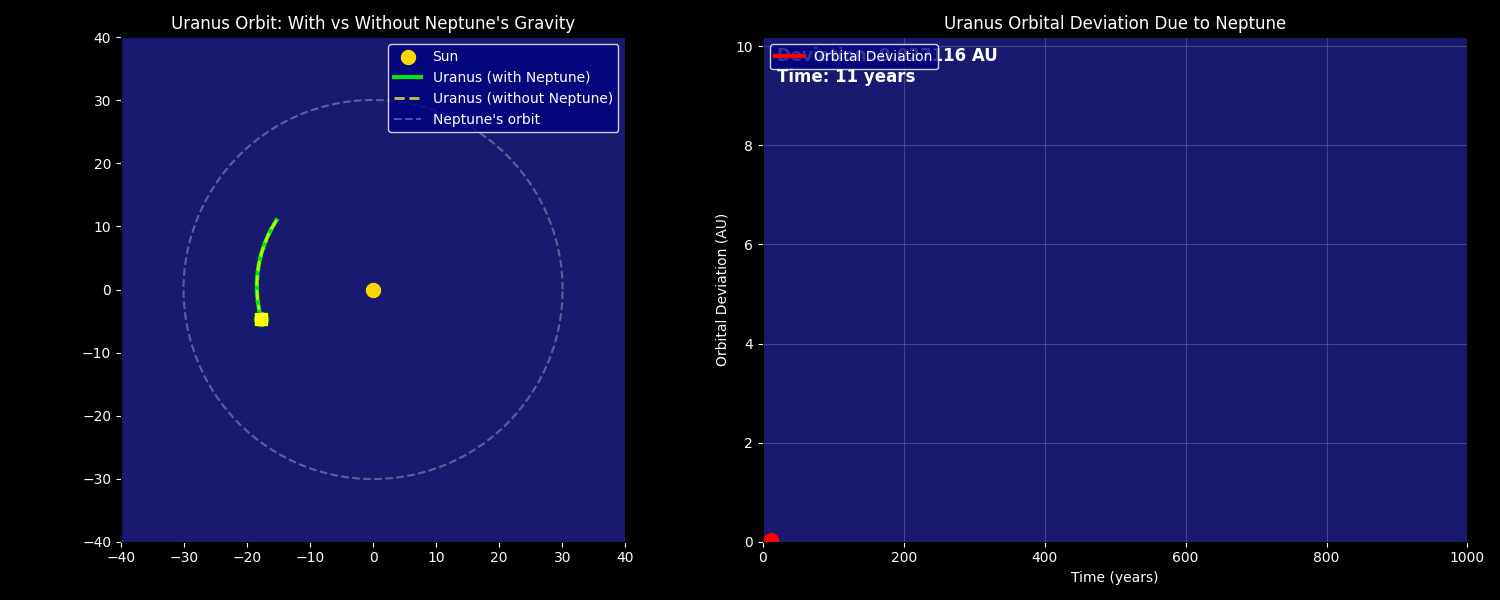 Uranus Orbit: With vs Without Neptune's Gravity
40
30
20
10
0
−10
−20
−30
−40
−40 −30 −20 −10 0 10 20 30 40
Sun
Uranus (with Neptune)
Uranus (without Neptune)
Neptune's orbit
Uranus Orbital Deviation Due to Neptune
Orbital Deviation (AU)
10
8
6
4
2
0
0 200 400 600 800 1000
Time (years)
Orbital Deviation
AU
Time: 11 years